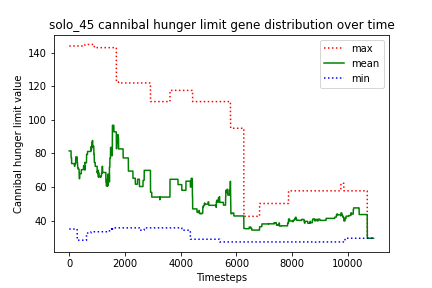 solo_45 cannibal hunger limit gene distribution over time
max
mean
min
Cannibal hunger limit value
140
120
100
80
60
40
0
2000
4000
6000
8000
10000
Timesteps